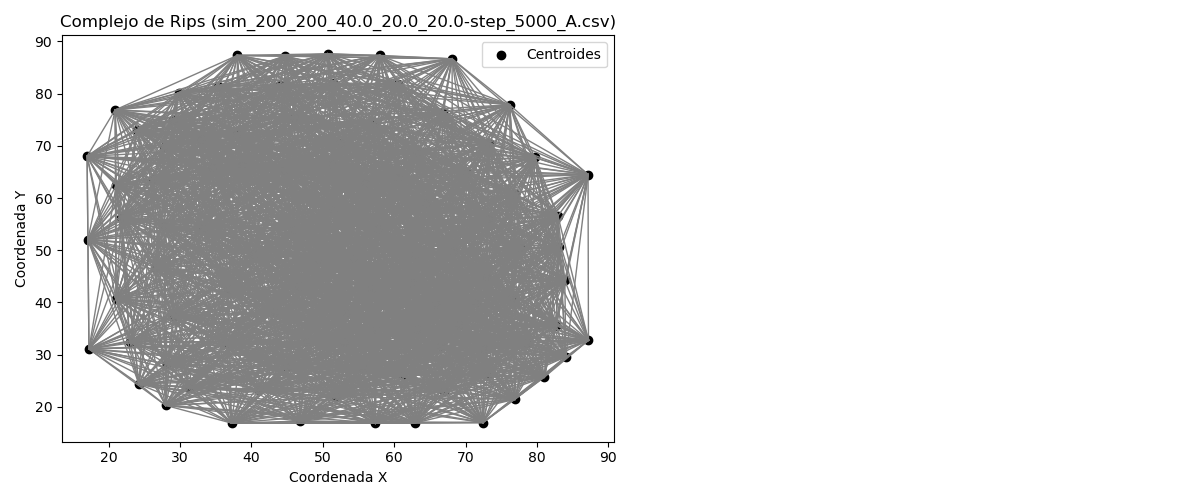 Complejo de Rips (sim_200_200_40.0_20.0_20.0-step_5000_A.csv)
Centroides
90
80
70
60
50
40
30
20
Coordenada Y
20 30 40 50 60 70 80 90
Coordenada X